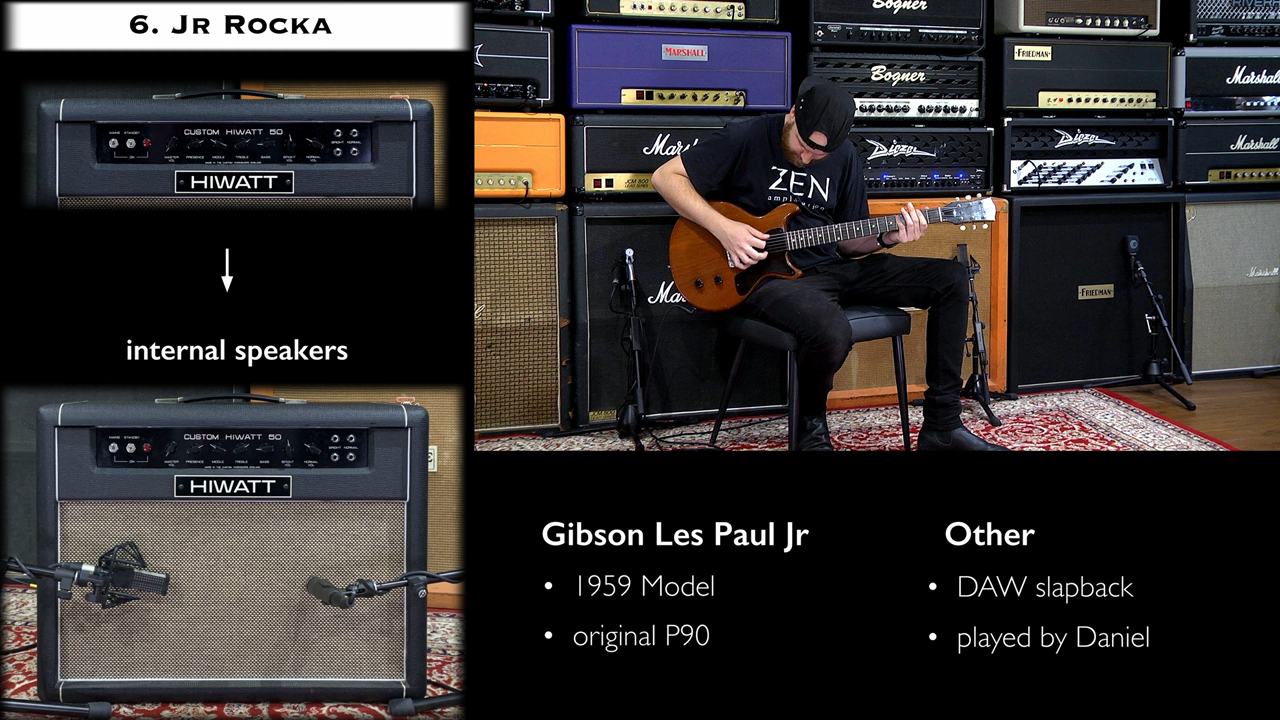 6. Jr Rocka
CUSTOM HIWATT 50
HIWATT
internal speakers
CUSTOM HIWATT 50
HIWATT
Bogner
MARSHALL
Bogner
FRIEDMAN
Marshall
Diezel
Diezel
Marshall
JCM 800
ZEN
FRIEDMAN
Marshall
Gibson Les Paul Jr
• 1959 Model
• original P90
Other
• DAW slapback
• played by Daniel